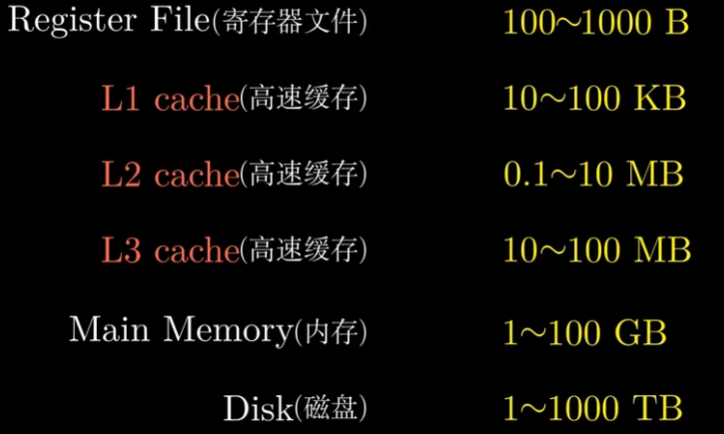 Register File(寄存器文件) 100~1000 B
L1 cache(高速缓存) 10~100 KB
L2 cache(高速缓存) 0.1~10 MB
L3 cache(高速缓存) 10~100 MB
Main Memory(内存) 1~100 GB
Disk(磁盘) 1~1000 TB